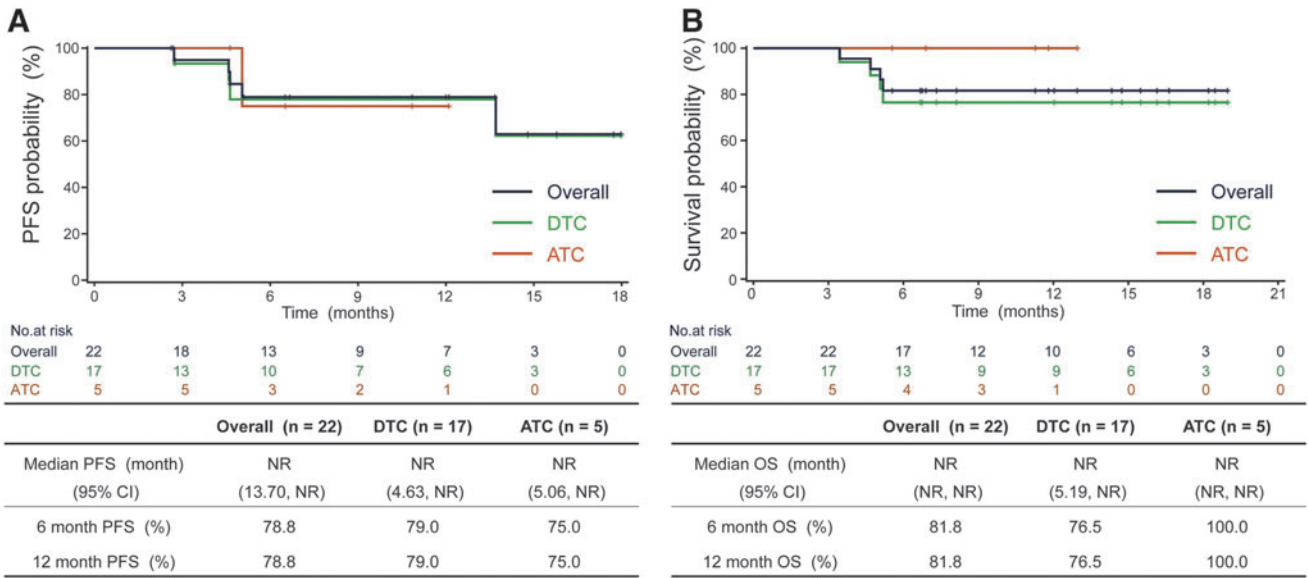 A
PFS probability (%)
100
80
60
40
20
0
Overall
DTC
ATC
0 3 6 9 12 15 18
Time (months)
No.at risk
Overall 22 18 13 9 7 3 0
DTC 17 13 10 7 6 3 0
ATC 5 5 3 2 1 0 0
Overall (n = 22) DTC (n = 17) ATC (n = 5)
Median PFS (month) NR NR NR
(95% CI) (13.70, NR) (4.63, NR) (5.06, NR)
6 month PFS (%) 78.8 79.0 75.0
12 month PFS (%) 78.8 79.0 75.0
B
Survival probability (%)
100
80
60
40
20
0
Overall
DTC
ATC
0 3 6 9 12 15 18 21
Time (months)
No.at risk
Overall 22 22 17 12 10 6 3 0
DTC 17 17 13 9 9 6 3 0
ATC 5 5 4 3 1 0 0 0
Overall (n = 22) DTC (n = 17) ATC (n = 5)
Median OS (month) NR NR NR
(95% CI) (NR, NR) (5.19, NR) (NR, NR)
6 month OS (%) 81.8 76.5 100.0
12 month OS (%) 81.8 76.5 100.0